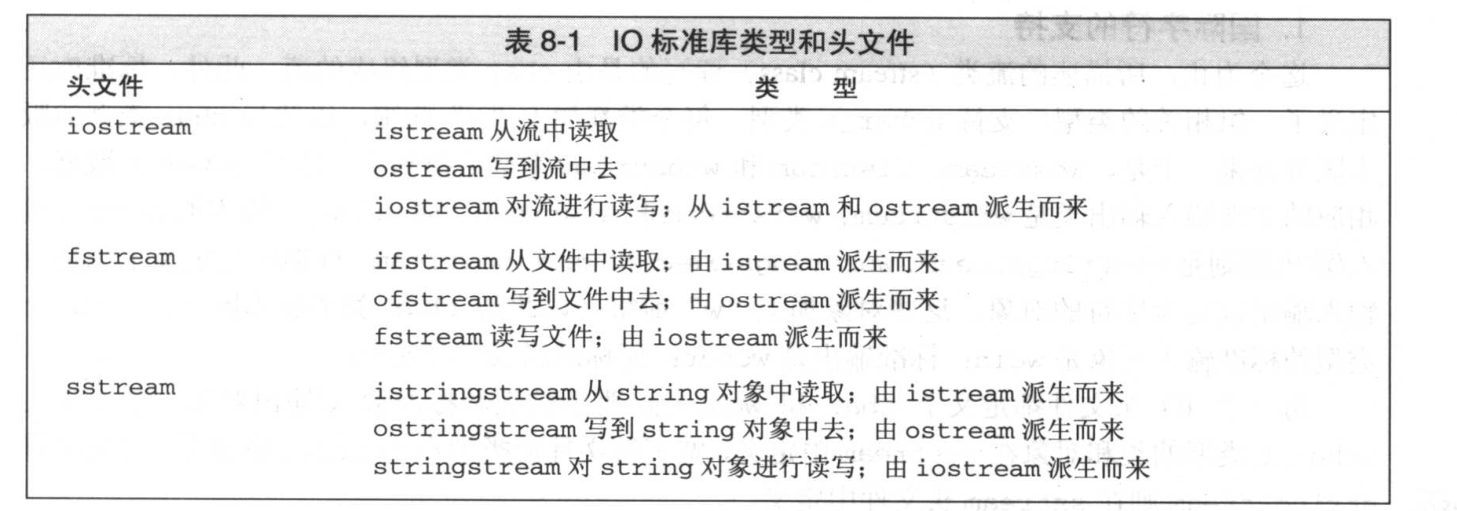 表 8-1 IO 标准库类型和头文件
头文件 类 型
iostream istream 从流中读取
ostream 写到流中去
iostream 对流进行读写；从 istream 和 ostream 派生而来
fstream ifstream 从文件中读取；由 istream 派生而来
ofstream 写到文件中去；由 ostream 派生而来
fstream 读写文件；由 iostream 派生而来
sstream istringstream 从 string 对象中读取；由 istream 派生而来
ostringstream 写到 string 对象中去；由 ostream 派生而来
stringstream 对 string 对象进行读写；由 iostream 派生而来